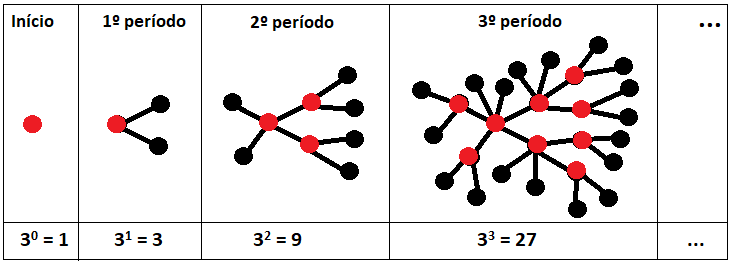 Início 1º período 2º período 3º período ...
3⁰ = 1 3¹ = 3 3² = 9 3³ = 27 ...